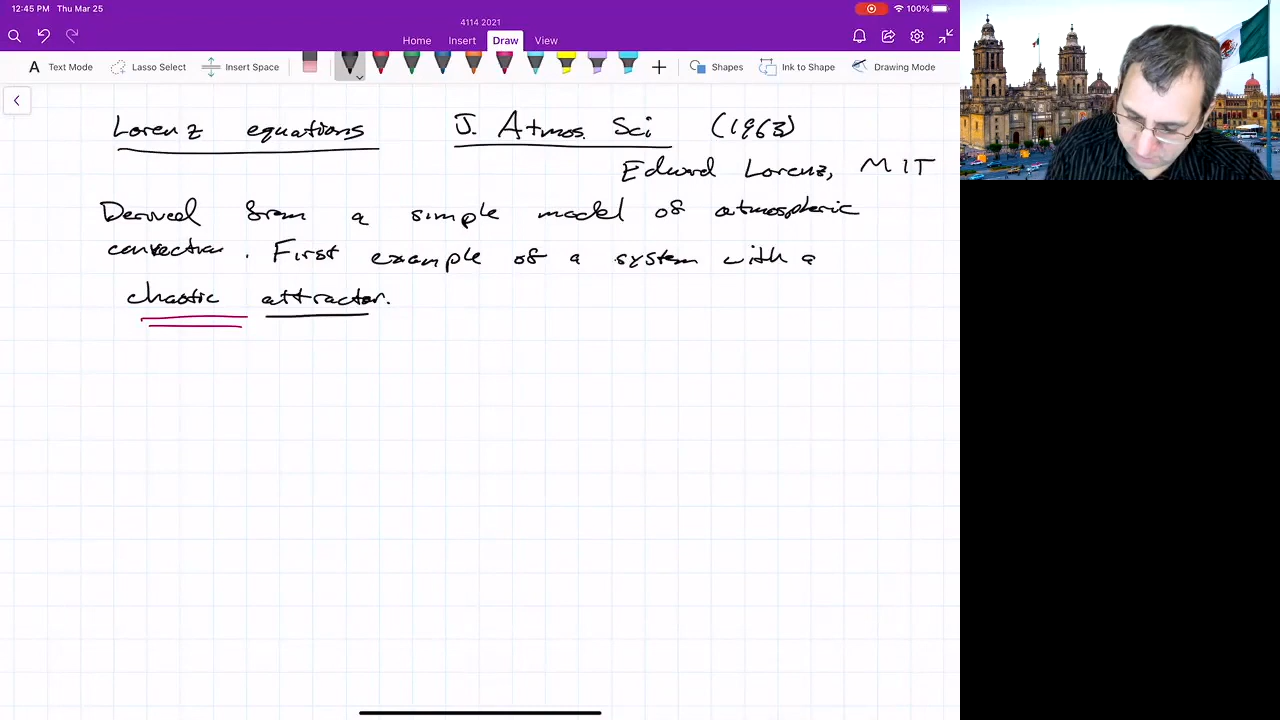 12:45 PM Thu Mar 25
100%
4114 2021
Home Insert Draw View
Text Mode Lasso Select Insert Space Shapes Ink to Shape Drawing Mode
Lorenz equations J. Atmos. Sci (1963)
Edward Lorenz, MIT
Derived from a simple model of atmospheric
convection. First example of a system with a
chaotic attractor.